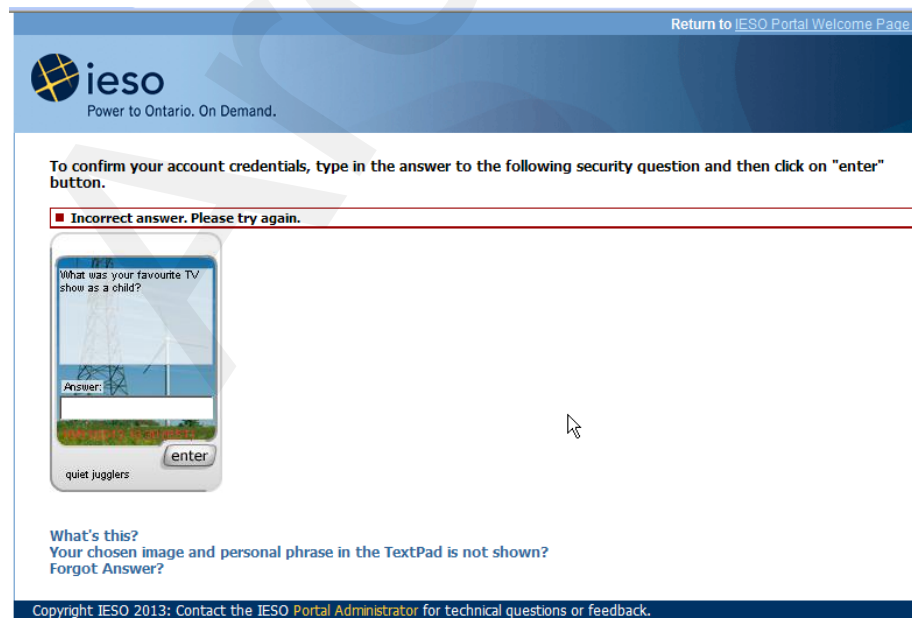 Return to IESO Portal Welcome Page
ieso
Power to Ontario. On Demand.
To confirm your account credentials, type in the answer to the following security question and then click on "enter"
button.
Incorrect answer. Please try again.
What was your favourite TV
show as a child?
Answer:
enter
quiet jugglers
What's this?
Your chosen image and personal phrase in the TextPad is not shown?
Forgot Answer?
Copyright IESO 2013: Contact the IESO Portal Administrator for technical questions or feedback.